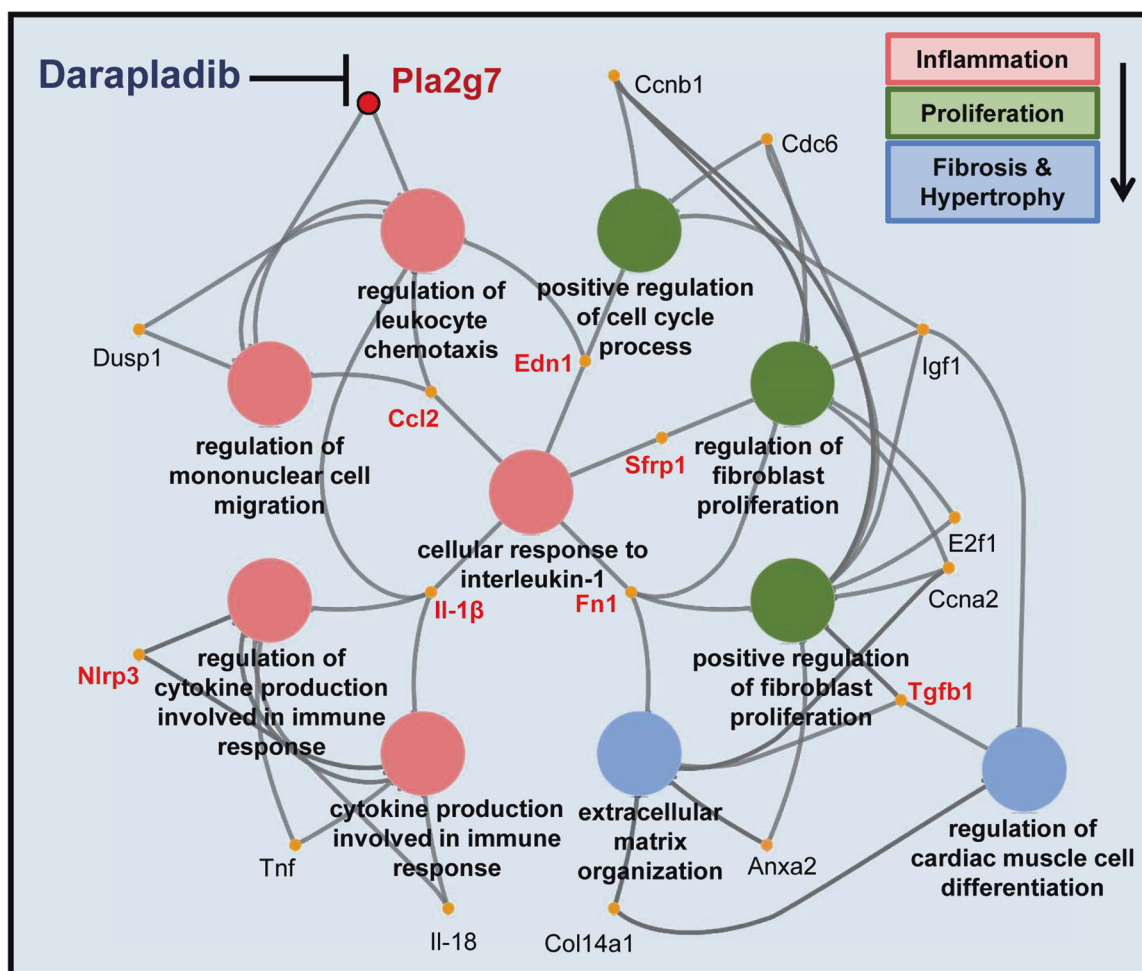 Darapladib
Pla2g7
Ccnb1
Cdc6
Inflammation
Proliferation
Fibrosis &
Hypertrophy
regulation of
leukocyte
chemotaxis
positive regulation
of cell cycle
process
Dusp1
Edn1
Igf1
Ccl2
regulation of
mononuclear cell
migration
Sfrp1
regulation of
fibroblast
proliferation
E2f1
cellular response to
interleukin-1
Il-1β
Fn1
Ccna2
Nlrp3
regulation of
cytokine production
involved in immune
response
positive regulation
of fibroblast
proliferation
Tgfb1
cytokine production
involved in immune
response
extracellular
matrix
organization
regulation of
cardiac muscle cell
differentiation
Tnf
Anxa2
Il-18
Col14a1